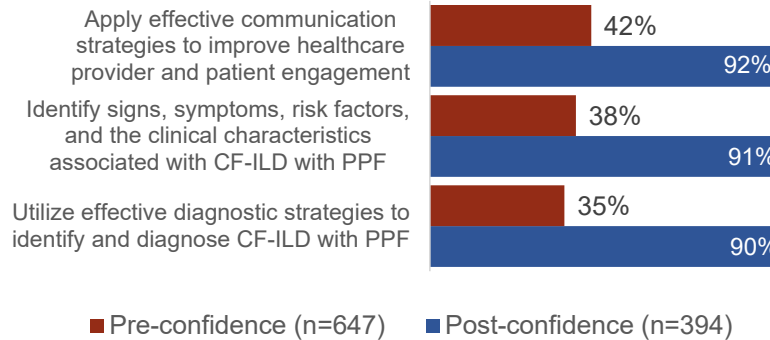 Apply effective communication
strategies to improve healthcare
provider and patient engagement
42%
92%
Identify signs, symptoms, risk factors,
and the clinical characteristics
associated with CF-ILD with PPF
38%
91%
Utilize effective diagnostic strategies to
identify and diagnose CF-ILD with PPF
35%
90%
Pre-confidence (n=647)
Post-confidence (n=394)